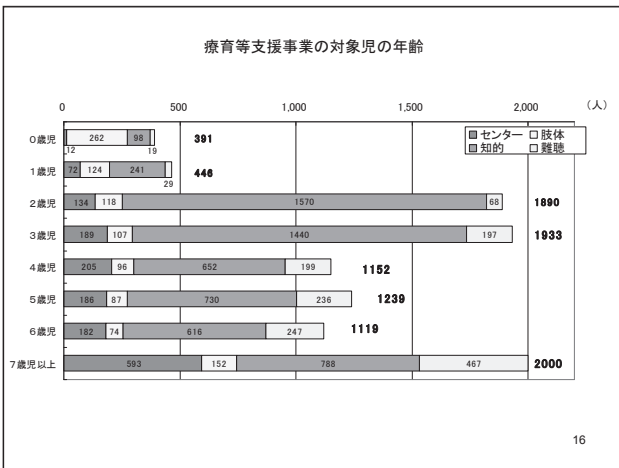 療育等支援事業の対象児の年齢
0 500 1,000 1,500 2,000 (人)
センター 肢体
知的 難聴
0歳児 12 262 98 19 391
1歳児 72 124 241 29 446
2歳児 134 118 1570 68 1890
3歳児 189 107 1440 197 1933
4歳児 205 96 652 199 1152
5歳児 186 87 730 236 1239
6歳児 182 74 616 247 1119
7歳児以上 593 152 788 467 2000
16